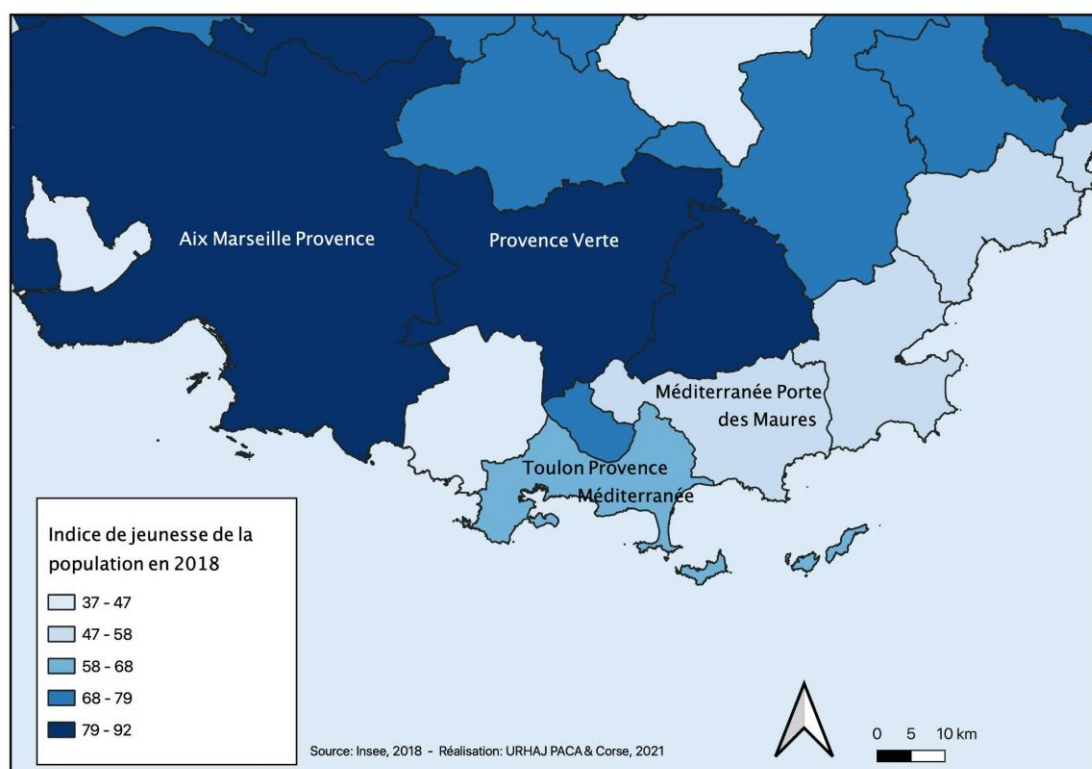 Aix Marseille Provence
Provence Verte
Méditerranée Porte
des Maures
Toulon Provence
Méditerranée
Indice de jeunesse de la
population en 2018
37 - 47
47 - 58
58 - 68
68 - 79
79 - 92
Source: Insee, 2018 - Réalisation: URHAJ PACA & Corse, 2021
0 5 10 km